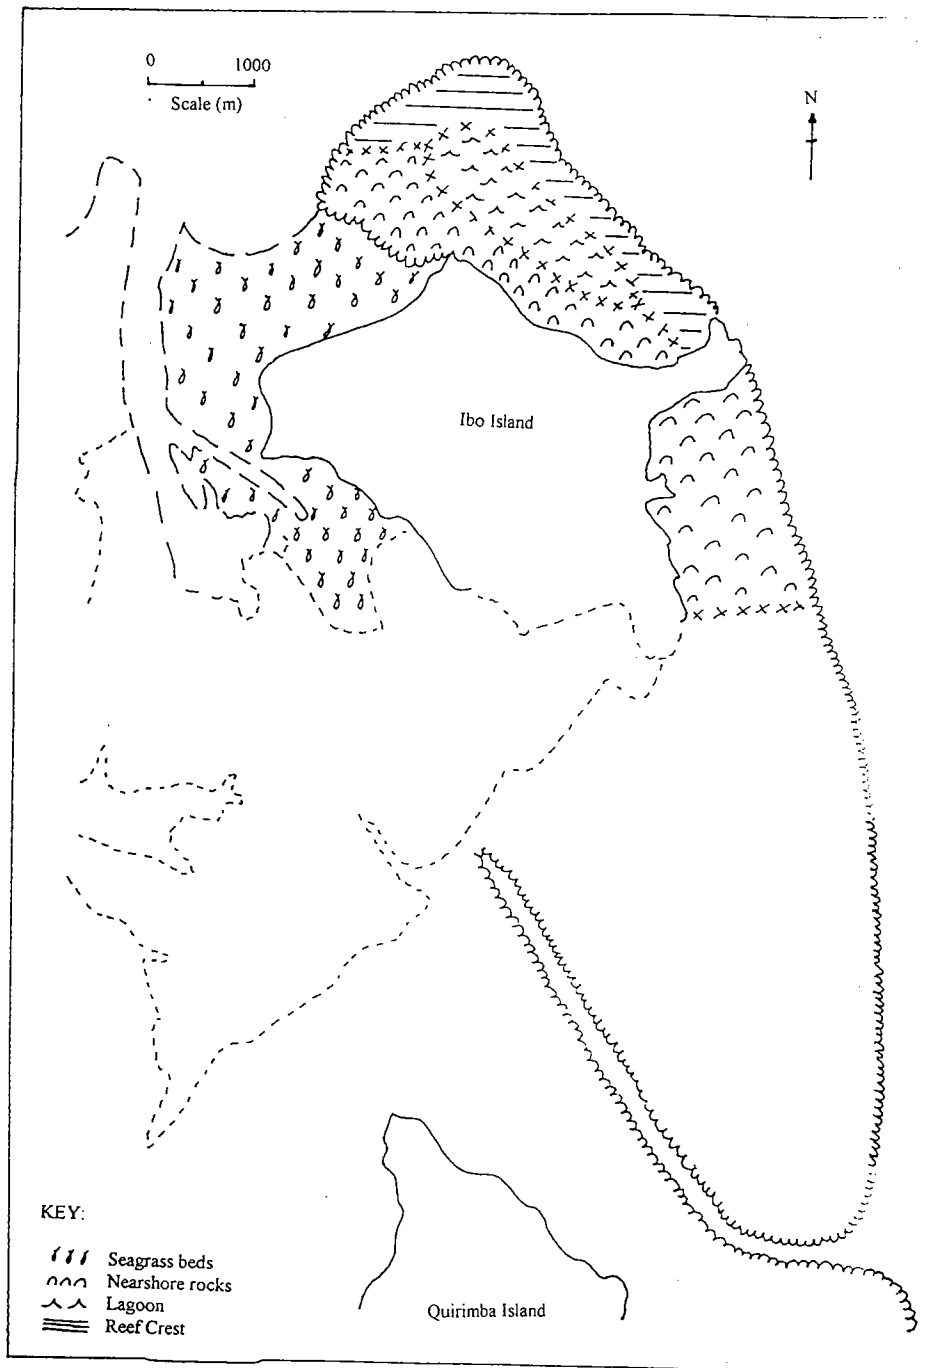 0 1000
Scale (m)
N
Ibo Island
KEY:
Seagrass beds
Nearshore rocks
Lagoon
Reef Crest
Quirimba Island